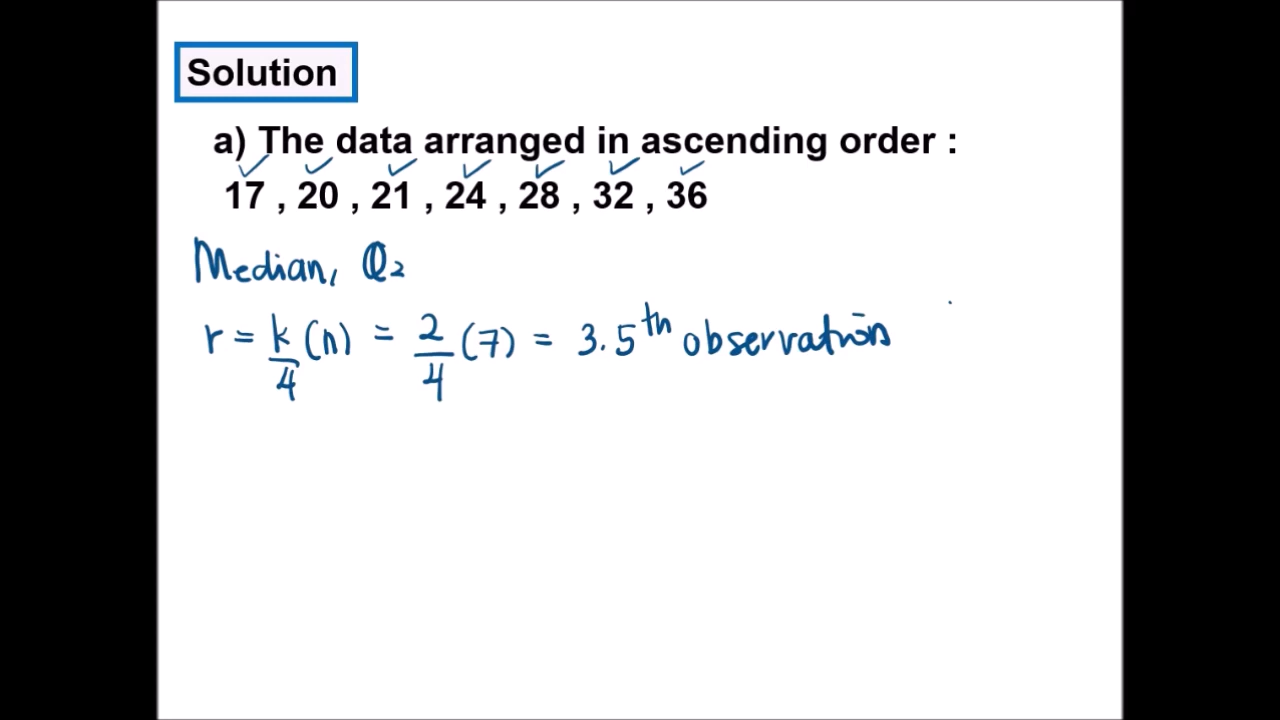 Solution
a) The data arranged in ascending order :
17 , 20 , 21 , 24 , 28 , 32 , 36
Median, Q₂
r = k/4 (n) = 2/4 (7) = 3.5th observation